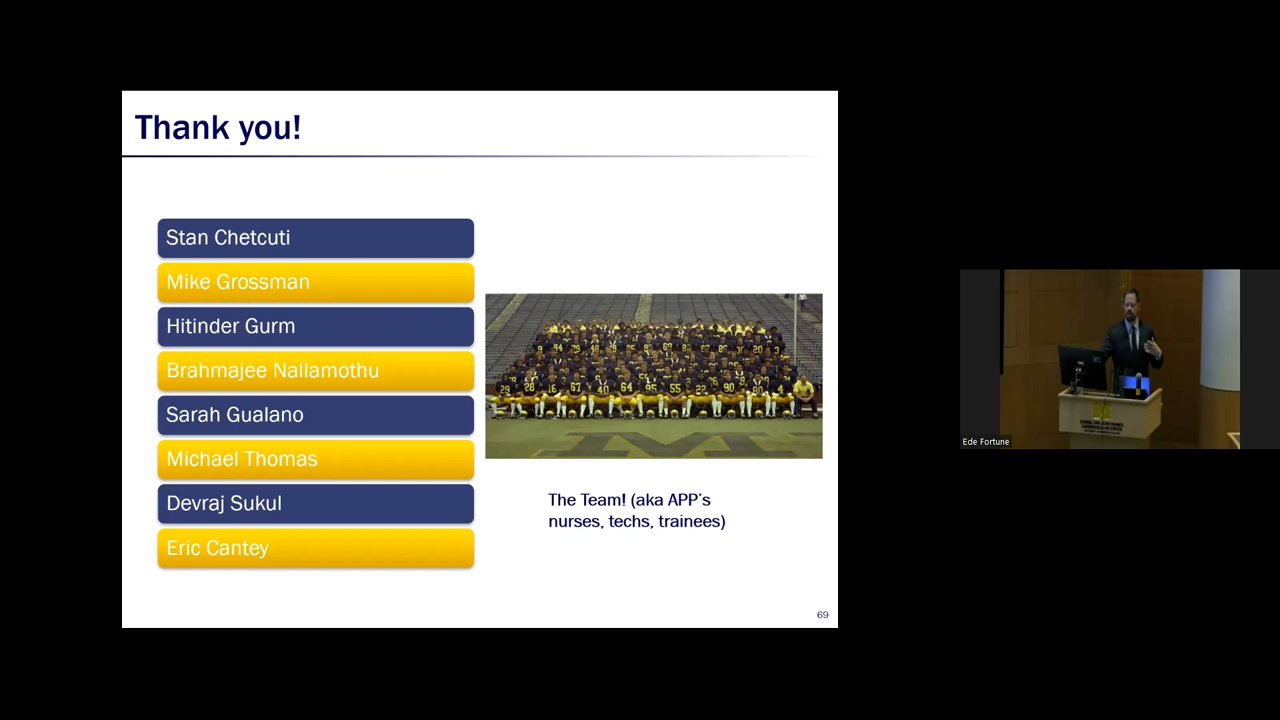 Thank you!
Stan Chetcuti
Mike Grossman
Hitinder Gurm
Brahmajee Nallamothu
Sarah Gualano
Michael Thomas
Devraj Sukul
Eric Cantey
The Team! (aka APP's
nurses, techs, trainees)
69
Ede Fortune